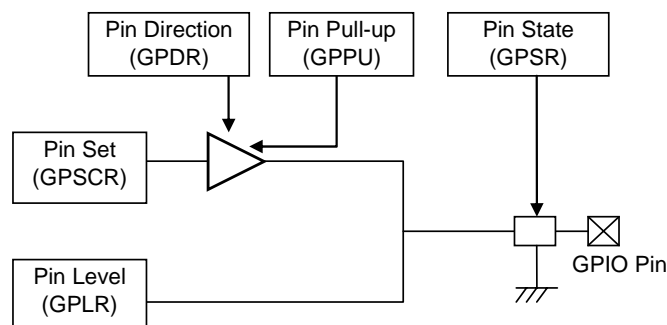 Pin Direction
(GPDR)
Pin Pull-up
(GPPU)
Pin State
(GPSR)
Pin Set
(GPSCR)
Pin Level
(GPLR)
GPIO Pin